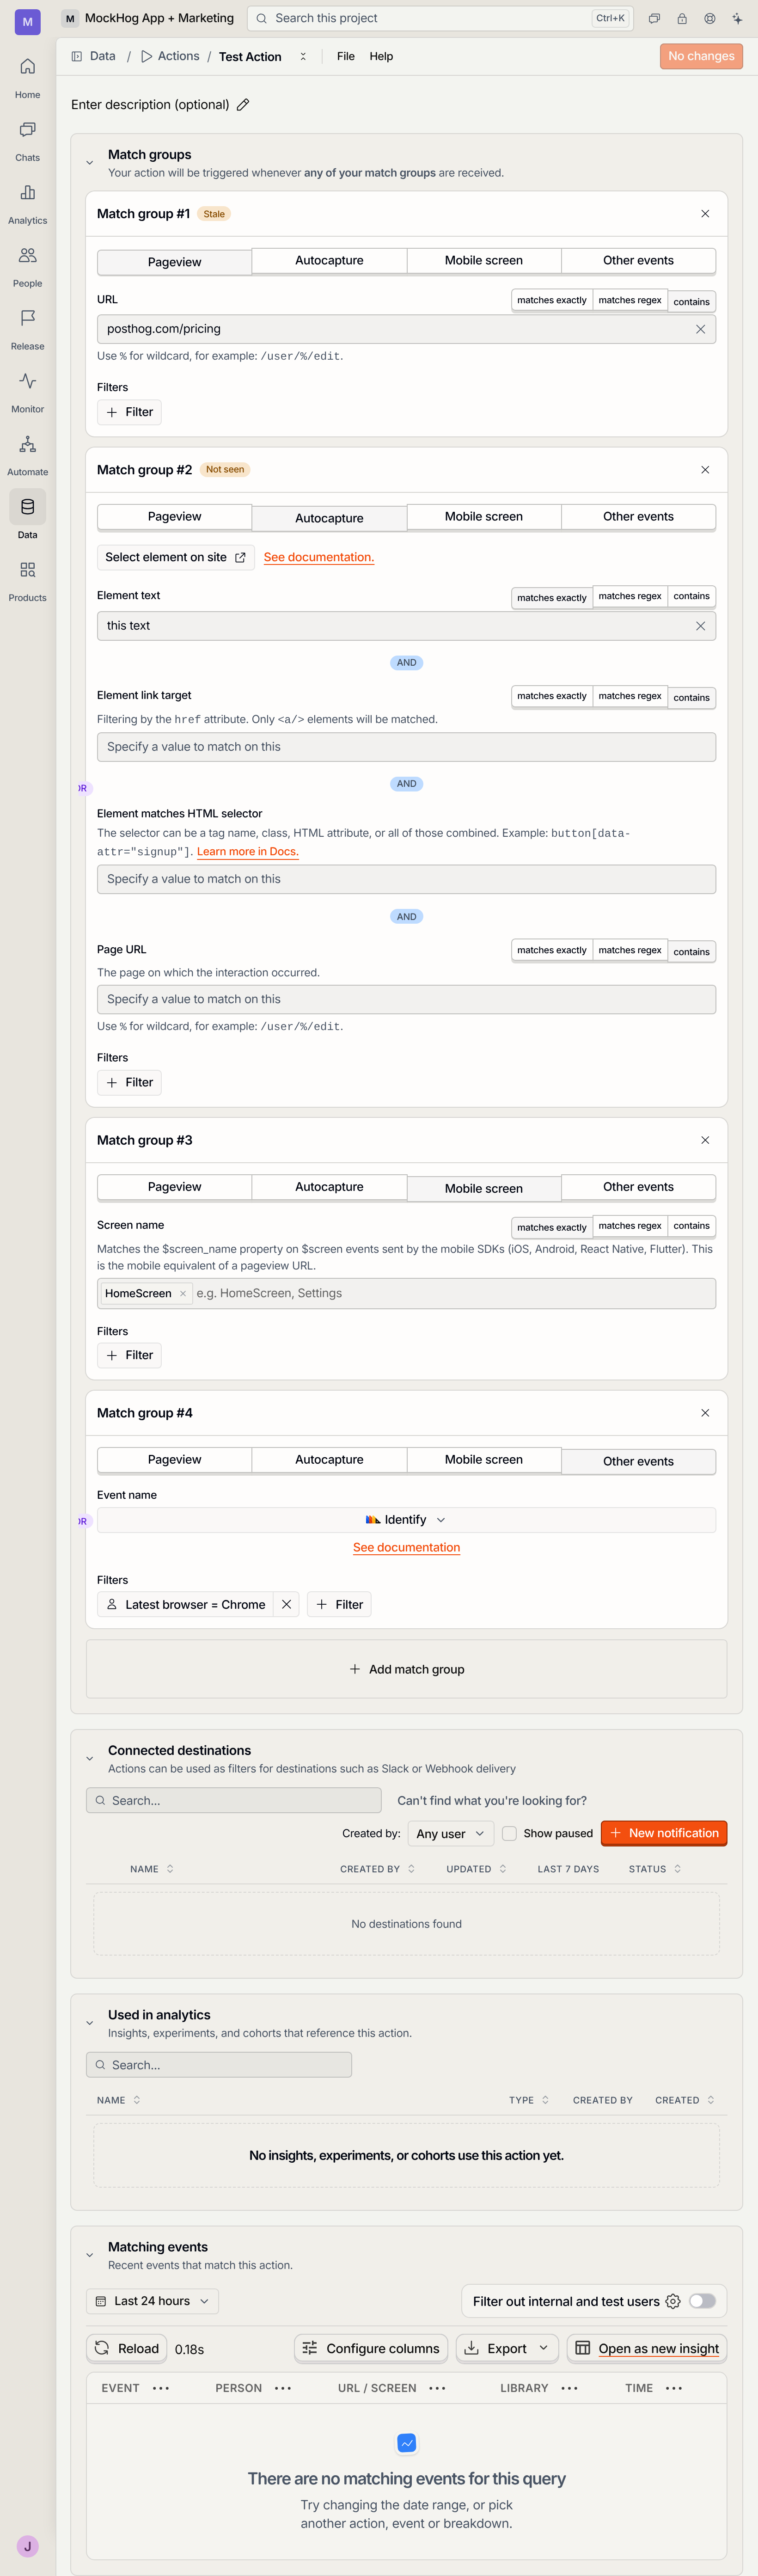 M
M MockHog App + Marketing
Search this project
Ctrl+K
Home
Chats
Analytics
People
Release
Monitor
Automate
Data
Products
J
Data / Actions / Test Action
File
Help
No changes
Enter description (optional)
Match groups
Your action will be triggered whenever any of your match groups are received.
Match group #1 Stale
Pageview Autocapture Mobile screen Other events
URL
matches exactly matches regex contains
posthog.com/pricing
Use % for wildcard, for example: /user/%/edit.
Filters
Filter
Match group #2 Not seen
Pageview Autocapture Mobile screen Other events
Select element on site See documentation.
Element text
matches exactly matches regex contains
this text
AND
Element link target
matches exactly matches regex contains
Filtering by the href attribute. Only <a/> elements will be matched.
Specify a value to match on this
AND
OR
Element matches HTML selector
The selector can be a tag name, class, HTML attribute, or all of those combined. Example: button[data-
attr="signup"]. Learn more in Docs.
Specify a value to match on this
AND
Page URL
matches exactly matches regex contains
The page on which the interaction occurred.
Specify a value to match on this
Use % for wildcard, for example: /user/%/edit.
Filters
Filter
Match group #3
Pageview Autocapture Mobile screen Other events
Screen name
matches exactly matches regex contains
Matches the $screen_name property on $screen events sent by the mobile SDKs (iOS, Android, React Native, Flutter). This
is the mobile equivalent of a pageview URL.
HomeScreen × e.g. HomeScreen, Settings
Filters
Filter
Match group #4
Pageview Autocapture Mobile screen Other events
Event name
OR
Identify
See documentation
Filters
Latest browser = Chrome
Filter
Add match group
Connected destinations
Actions can be used as filters for destinations such as Slack or Webhook delivery
Search...
Can't find what you're looking for?
Created by: Any user Show paused New notification
NAME CREATED BY UPDATED LAST 7 DAYS STATUS
No destinations found
Used in analytics
Insights, experiments, and cohorts that reference this action.
Search...
NAME TYPE CREATED BY CREATED
No insights, experiments, or cohorts use this action yet.
Matching events
Recent events that match this action.
Last 24 hours
Filter out internal and test users
Reload 0.18s
Configure columns
Export
Open as new insight
EVENT PERSON URL / SCREEN LIBRARY TIME
There are no matching events for this query
Try changing the date range, or pick
another action, event or breakdown.